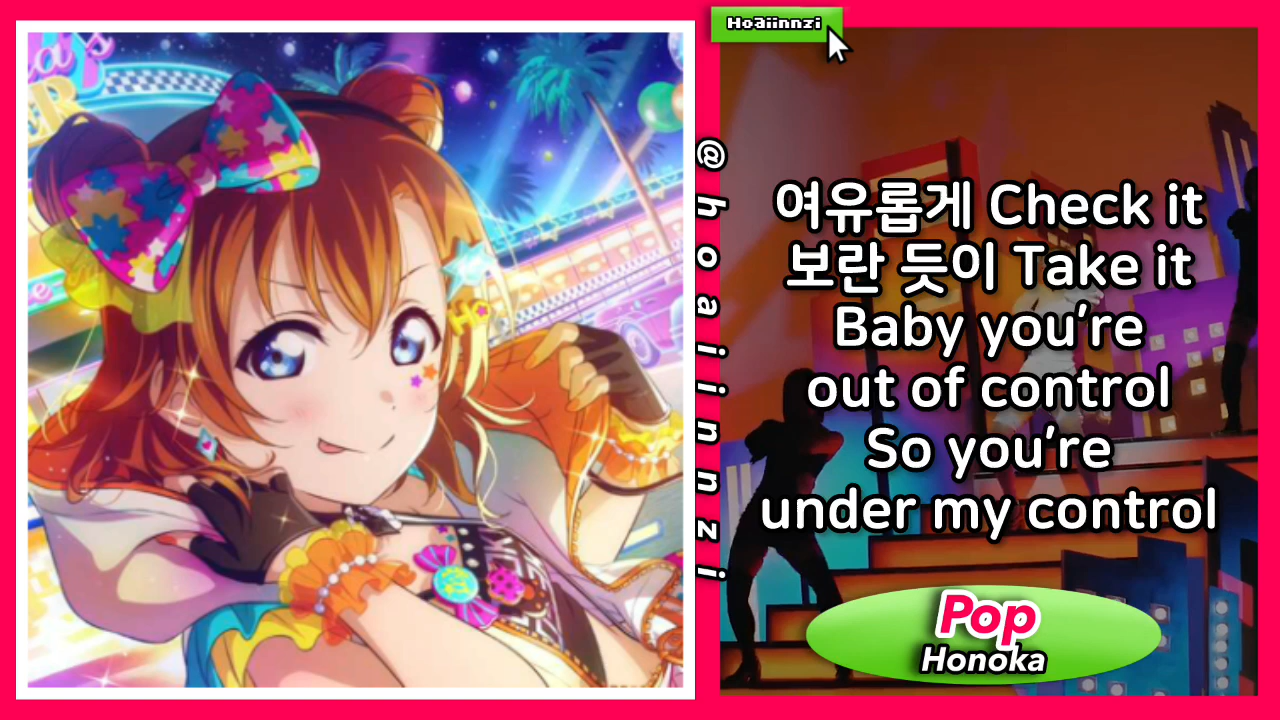 Hoaiinnzi
@hoaiinnzi
여유롭게 Check it
보란 듯이 Take it
Baby you're
out of control
So you're
under my control
Pop
Honoka